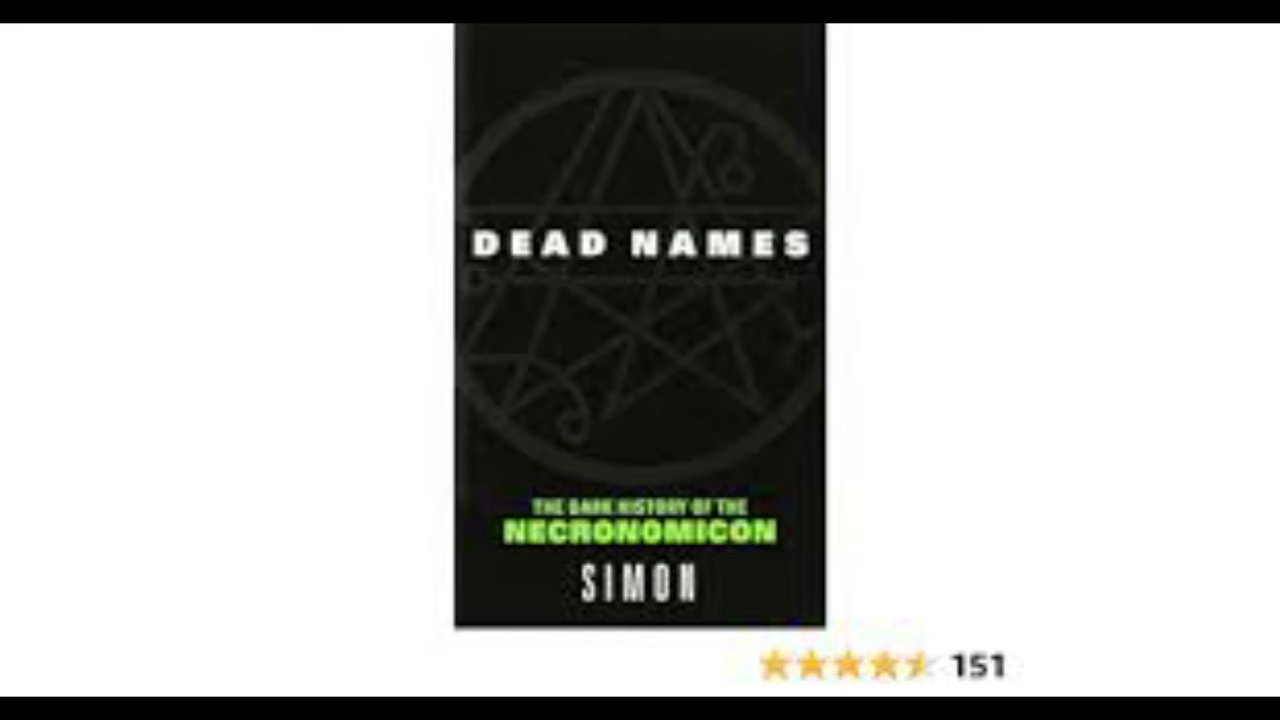 DEAD NAMES
THE DARK HISTORY OF THE
NECRONOMICON
SIMON
151